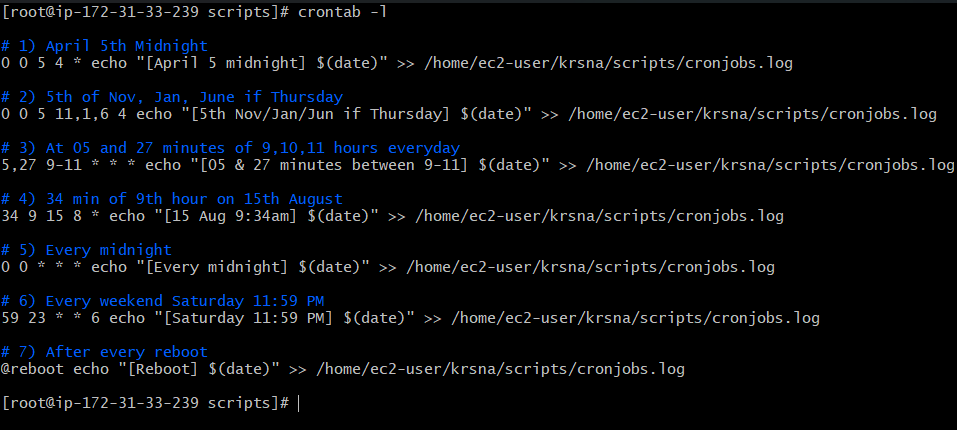 [root@ip-172-31-33-239 scripts]# crontab -l
# 1) April 5th Midnight
0 0 5 4 * echo "[April 5 midnight] $(date)" >> /home/ec2-user/krsna/scripts/cronjobs.log
# 2) 5th of Nov, Jan, June if Thursday
0 0 5 11,1,6 4 echo "[5th Nov/Jan/Jun if Thursday] $(date)" >> /home/ec2-user/krsna/scripts/cronjobs.log
# 3) At 05 and 27 minutes of 9,10,11 hours everyday
5,27 9-11 * * * echo "[05 & 27 minutes between 9-11] $(date)" >> /home/ec2-user/krsna/scripts/cronjobs.log
# 4) 34 min of 9th hour on 15th August
34 9 15 8 * echo "[15 Aug 9:34am] $(date)" >> /home/ec2-user/krsna/scripts/cronjobs.log
# 5) Every midnight
0 0 * * * echo "[Every midnight] $(date)" >> /home/ec2-user/krsna/scripts/cronjobs.log
# 6) Every weekend Saturday 11:59 PM
59 23 * * 6 echo "[Saturday 11:59 PM] $(date)" >> /home/ec2-user/krsna/scripts/cronjobs.log
# 7) After every reboot
@reboot echo "[Reboot] $(date)" >> /home/ec2-user/krsna/scripts/cronjobs.log
[root@ip-172-31-33-239 scripts]#